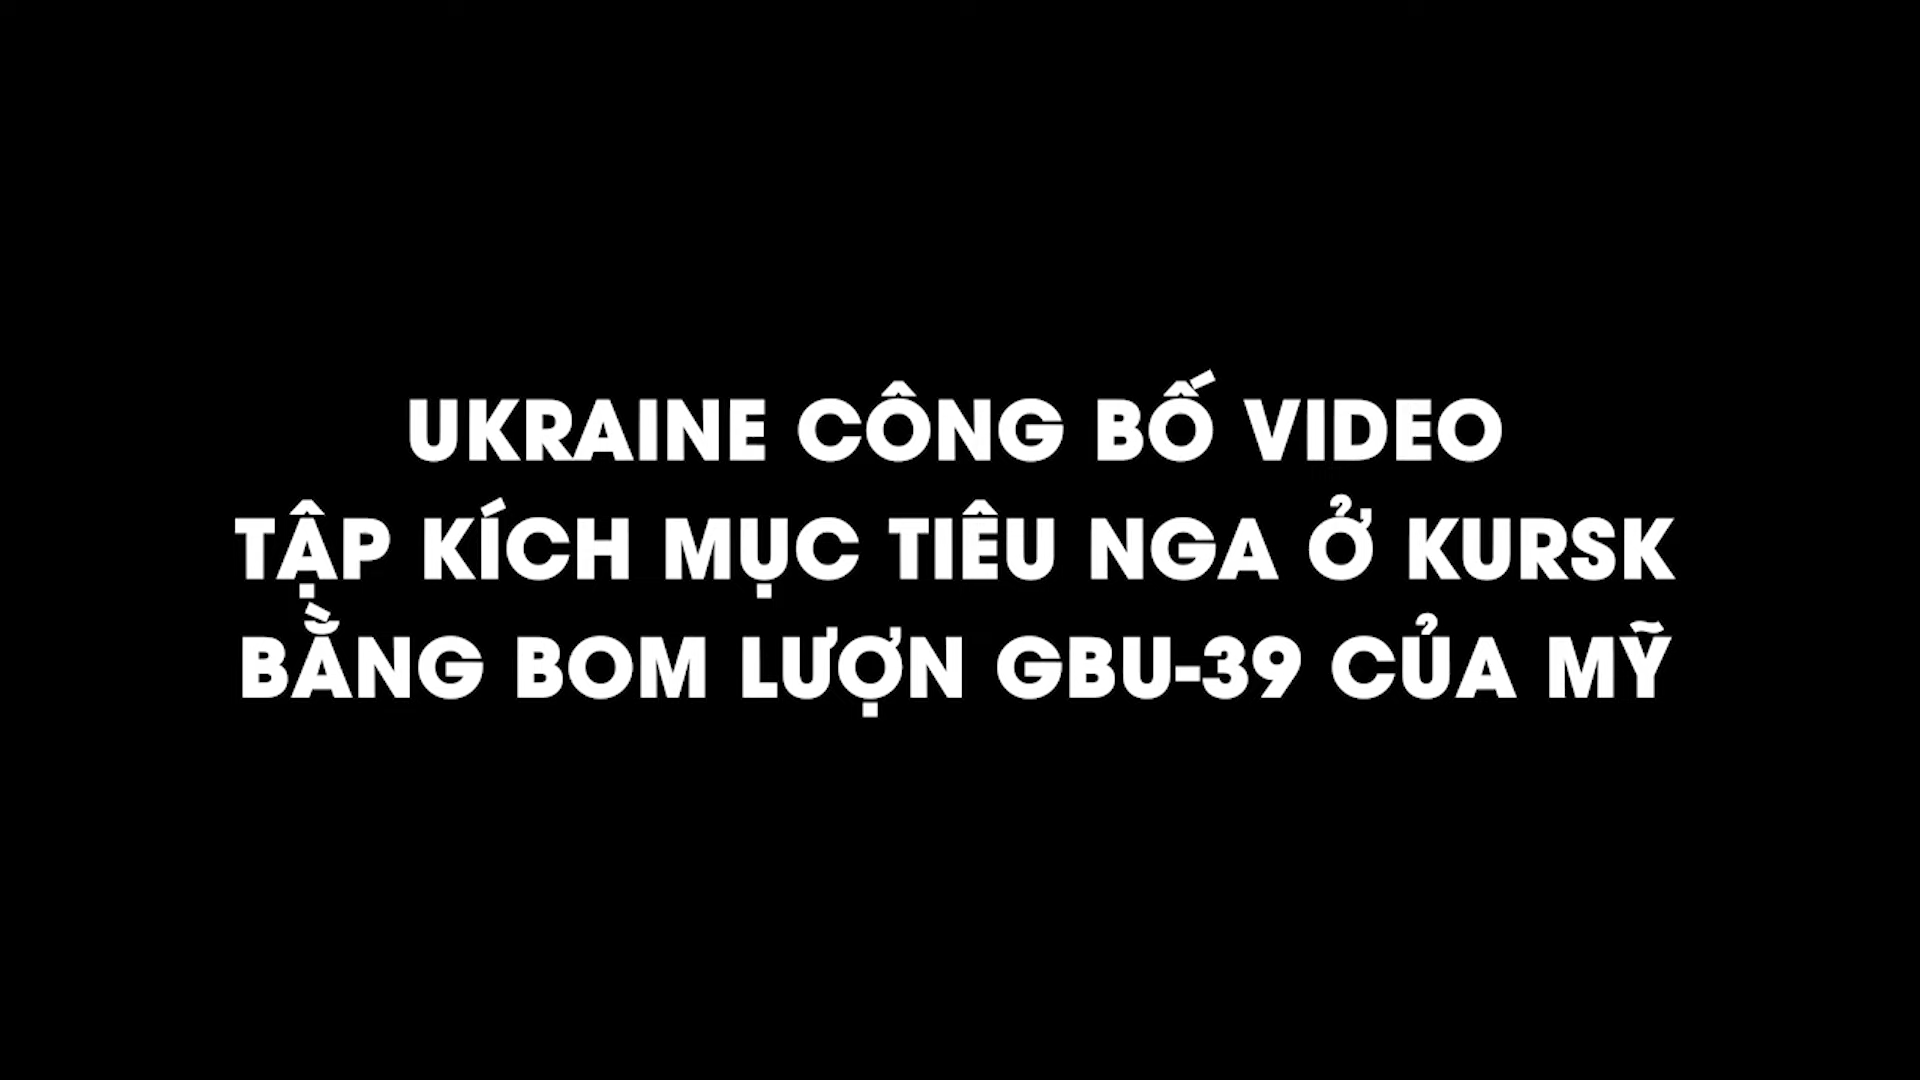 UKRAINE CÔNG BỐ VIDEO
TẬP KÍCH MỤC TIÊU NGA Ở KURSK
BẰNG BOM LƯỢN GBU-39 CỦA MỸ